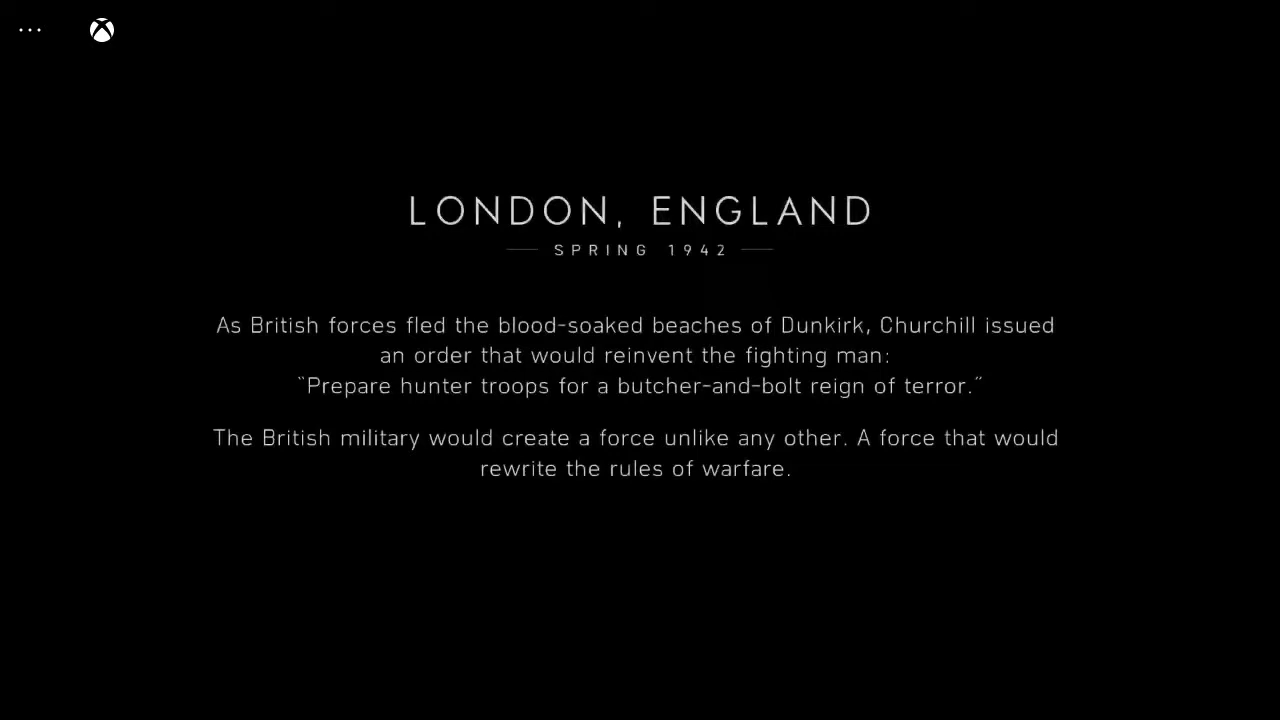 LONDON, ENGLAND
SPRING 1942
As British forces fled the blood-soaked beaches of Dunkirk, Churchill issued
an order that would reinvent the fighting man:
“Prepare hunter troops for a butcher-and-bolt reign of terror.”
The British military would create a force unlike any other. A force that would
rewrite the rules of warfare.